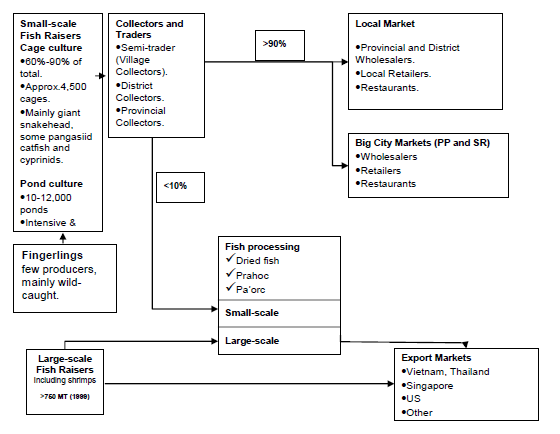 Small-scale
Fish Raisers
Cage culture
●60%-90% of
total.
●Approx.4,500
cages.
●Mainly giant
snakehead,
some pangasiid
catfish and
cyprinids.
Pond culture
●10-12,000
ponds
●Intensive &
Collectors and
Traders
●Semi-trader
(Village
Collectors).
●District
Collectors.
●Provincial
Collectors.
>90%
Local Market
●Provincial and District
Wholesalers.
●Local Retailers.
●Restaurants.
Big City Markets (PP and SR)
●Wholesalers
●Retailers
●Restaurants
<10%
Fingerlings
few producers,
mainly wild-
caught.
Fish processing
✓Dried fish
✓Prahoc
✓Pa'orc
Small-scale
Large-scale
Large-scale
Fish Raisers
including shrimps
>750 MT (1999)
Export Markets
●Vietnam, Thailand
●Singapore
●US
●Other